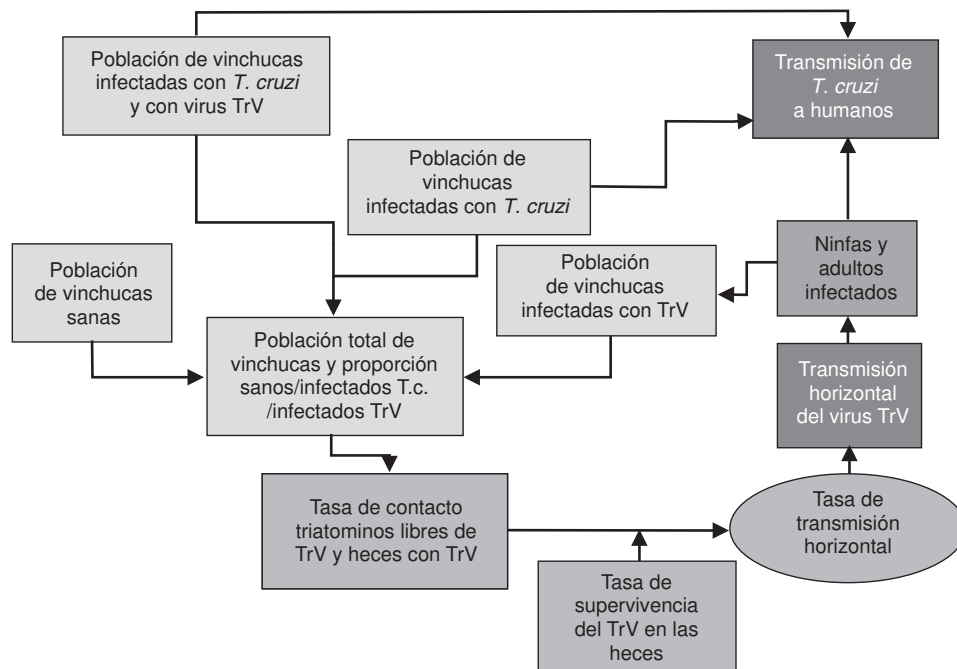 Población de vinchucas
infectadas con T. cruzi
y con virus TrV
Transmisión de
T. cruzi
a humanos
Población de
vinchucas
infectadas con T. cruzi
Población
de vinchucas
sanas
Población
de vinchucas
infectadas con TrV
Ninfas y
adultos
infectados
Población total de
vinchucas y proporción
sanos/infectados T.c.
/infectados TrV
Transmisión
horizontal
del virus TrV
Tasa de contacto
triatominos libres de
TrV y heces con TrV
Tasa de
transmisión
horizontal
Tasa de
supervivencia
del TrV en las
heces